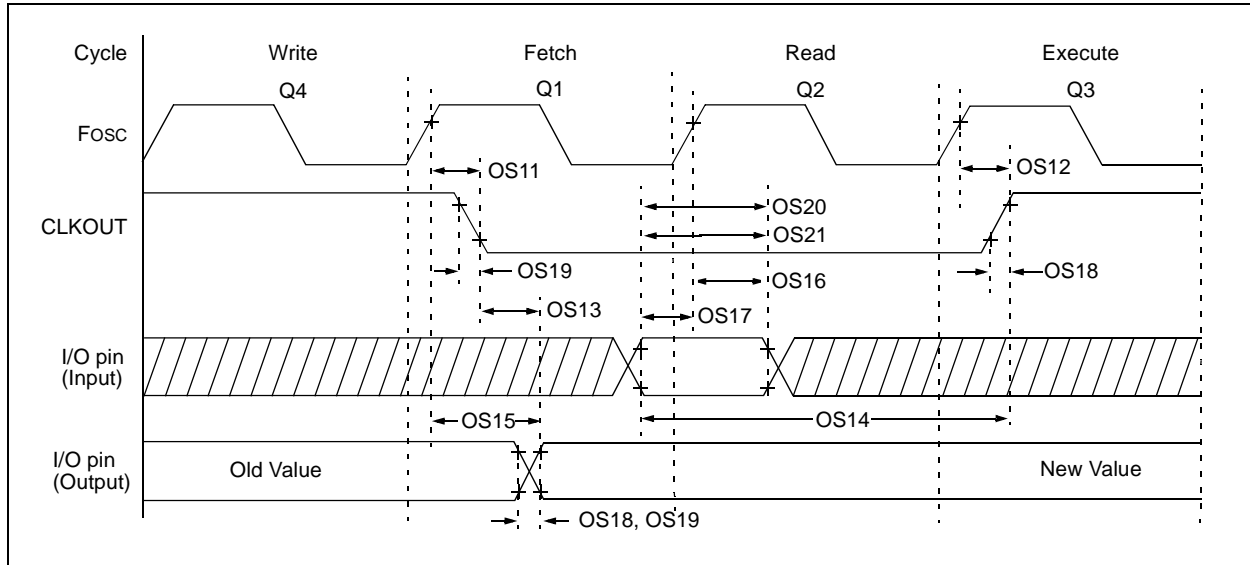 Cycle Write Fetch Read Execute
Q4 Q1 Q2 Q3
FOSC
OS11 OS12
OS20
CLKOUT OS21
OS19 OS16 OS18
OS13 OS17
I/O pin
(Input)
OS15 OS14
I/O pin
(Output) Old Value New Value
OS18, OS19